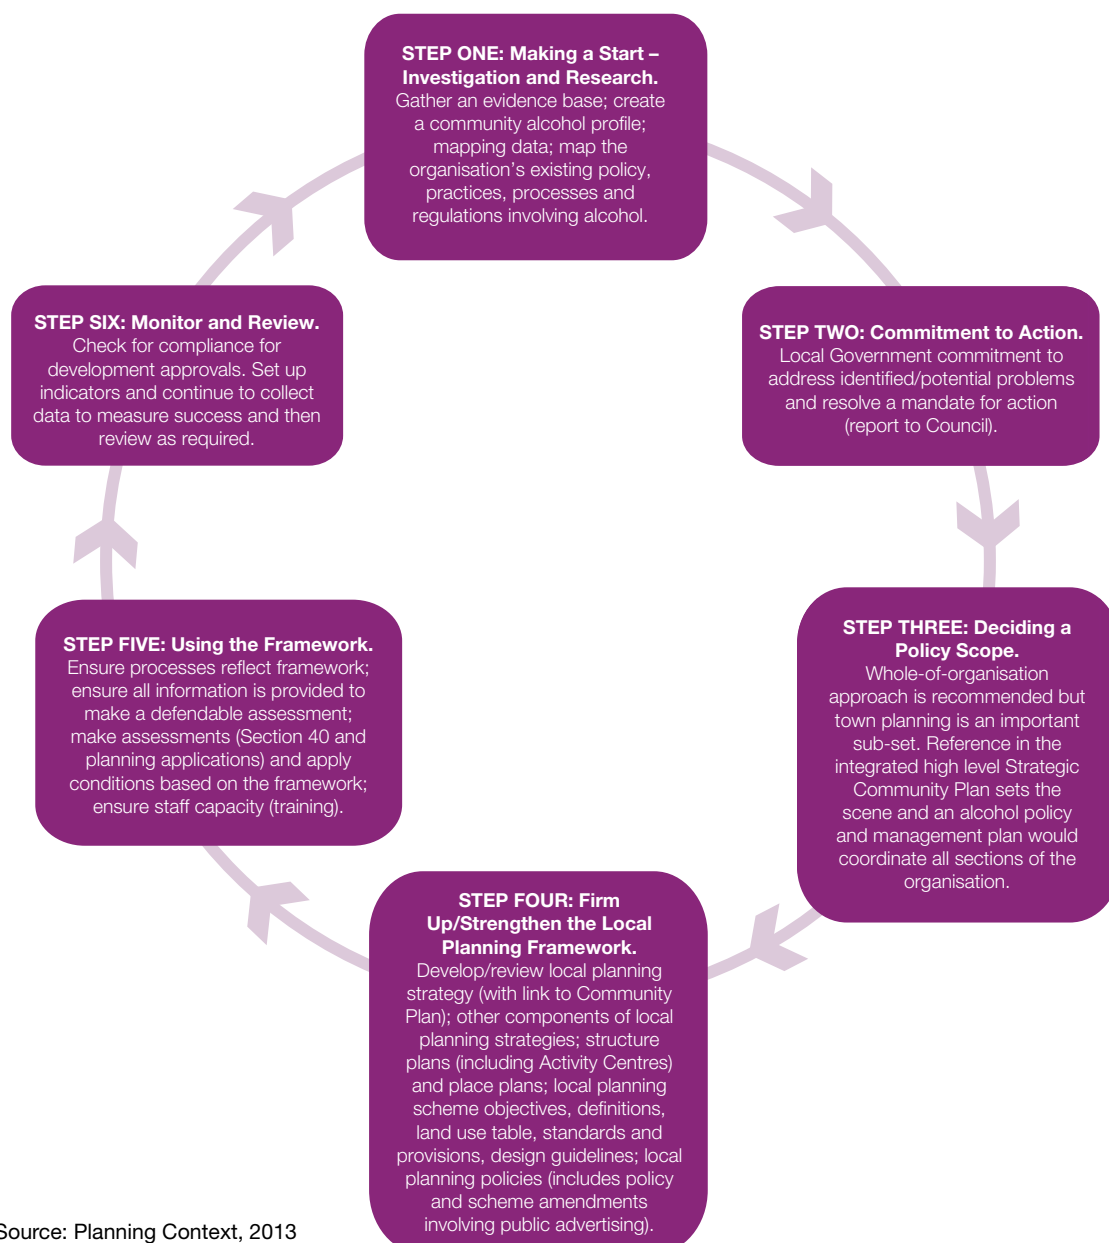 STEP ONE: Making a Start –
Investigation and Research.
Gather an evidence base; create
a community alcohol profile;
mapping data; map the
organisation's existing policy,
practices, processes and
regulations involving alcohol.
STEP TWO: Commitment to Action.
Local Government commitment to
address identified/potential problems
and resolve a mandate for action
(report to Council).
STEP THREE: Deciding a
Policy Scope.
Whole-of-organisation
approach is recommended but
town planning is an important
sub-set. Reference in the
integrated high level Strategic
Community Plan sets the
scene and an alcohol policy
and management plan would
coordinate all sections of the
organisation.
STEP FOUR: Firm
Up/Strengthen the Local
Planning Framework.
Develop/review local planning
strategy (with link to Community
Plan); other components of local
planning strategies; structure
plans (including Activity Centres)
and place plans; local planning
scheme objectives, definitions,
land use table, standards and
provisions, design guidelines; local
planning policies (includes policy
and scheme amendments
involving public advertising).
STEP FIVE: Using the Framework.
Ensure processes reflect framework;
ensure all information is provided to
make a defendable assessment;
make assessments (Section 40 and
planning applications) and apply
conditions based on the framework;
ensure staff capacity (training).
STEP SIX: Monitor and Review.
Check for compliance for
development approvals. Set up
indicators and continue to collect
data to measure success and then
review as required.
Source: Planning Context, 2013